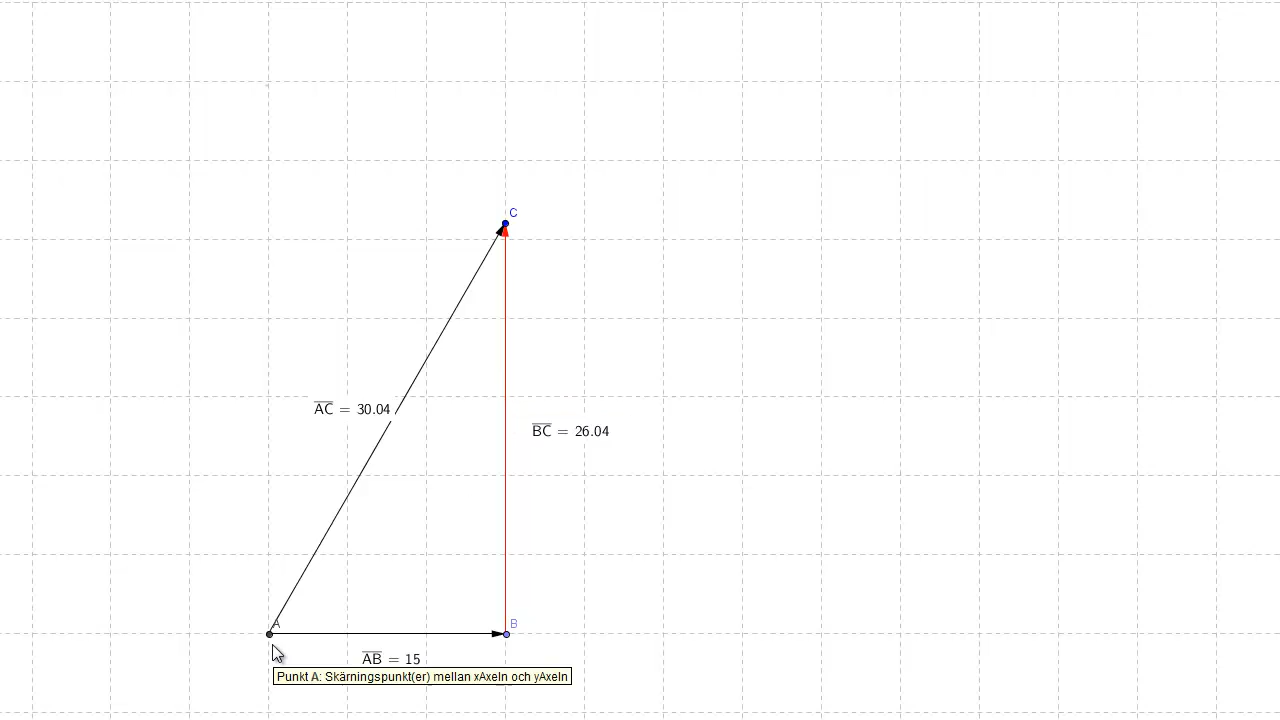 C
AC = 30.04
BC = 26.04
A
B
AB = 15
Punkt A: Skärningspunkt(er) mellan xAxeln och yAxeln